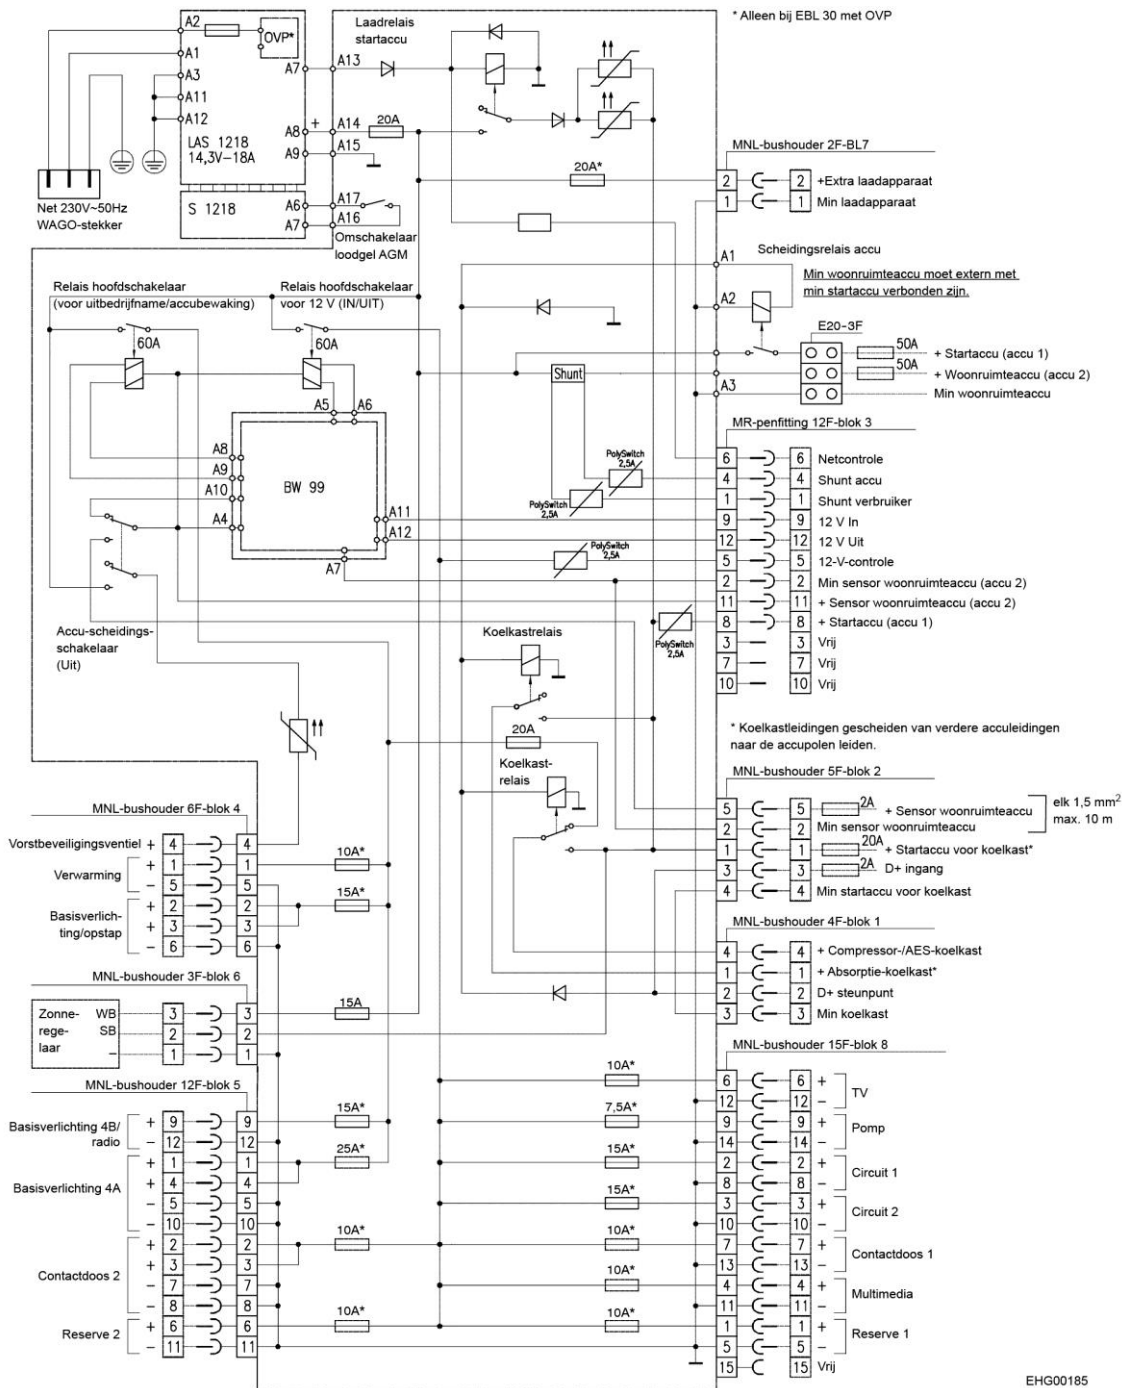 * Alleen bij EBL 30 met OVP
A2
OVP*
A1
A3
A7
A11
A12
A8
+
LAS 1218
14,3V-18A
A9
S 1218
A6
A7
Net 230V~50Hz
WAGO-stekker
Laadrelais
startaccu
A13
A14
20A
A15
A17
A16
Omschakelaar
loodgel AGM
20A*
MNL-bushouder 2F-BL7
2 2 +Extra laadapparaat
1 1 Min laadapparaat
Scheidingsrelais accu
A1
Min woonruimteaccu moet extern met
min startaccu verbonden zijn.
A2
E20-3F
50A
+ Startaccu (accu 1)
50A
+ Woonruimteaccu (accu 2)
A3
Min woonruimteaccu
Relais hoofdschakelaar
(voor uitbedrijfname/accubewaking)
60A
Relais hoofdschakelaar
voor 12 V (IN/UIT)
60A
Shunt
A5
A6
A8
A9
A10
A4
BW 99
A11
A12
A7
Accu-scheidings-
schakelaar
(Uit)
PolySwitch
2,5A
PolySwitch
2,5A
PolySwitch
2,5A
PolySwitch
2,5A
MR-penfitting 12F-blok 3
6 6 Netcontrole
4 4 Shunt accu
1 1 Shunt verbruiker
9 9 12 V In
12 12 12 V Uit
5 5 12-V-controle
2 2 Min sensor woonruimteaccu (accu 2)
11 11 + Sensor woonruimteaccu (accu 2)
8 8 + Startaccu (accu 1)
3 3 Vrij
7 7 Vrij
10 10 Vrij
Koelkastrelais
20A
Koelkast-
relais
* Koelkastleidingen gescheiden van verdere acculeidingen
naar de accupolen leiden.
MNL-bushouder 5F-blok 2
5 5 2A + Sensor woonruimteaccu
2 2 Min sensor woonruimteaccu
elk 1,5 mm²
max. 10 m
1 1 20A + Startaccu voor koelkast*
3 3 2A D+ ingang
4 4 Min startaccu voor koelkast
MNL-bushouder 4F-blok 1
4 4 + Compressor-/AES-koelkast
1 1 + Absorptie-koelkast*
2 2 D+ steunpunt
3 3 Min koelkast
MNL-bushouder 6F-blok 4
Vorstbeveiligingsventiel + 4 4
Verwarming
+ 1 1 10A*
− 5 5
Basisverlich-
ting/opstap
+ 2 2 15A*
+ 3 3
− 6 6
MNL-bushouder 3F-blok 6
Zonne-
rege-
laar
WB 3 3 15A
SB 2 2
− 1 1
MNL-bushouder 12F-blok 5
Basisverlichting 4B/
radio
+ 9 9 15A*
− 12 12
Basisverlichting 4A
+ 1 1 25A*
+ 4 4
− 5 5
− 10 10
Contactdoos 2
+ 2 2 10A*
+ 3 3
− 7 7
− 8 8
Reserve 2
+ 6 6 10A*
− 11 11
MNL-bushouder 15F-blok 8
10A* 6 6 +
12 12 −
TV
7,5A* 9 9 +
14 14 −
Pomp
15A* 2 2 +
8 8 −
Circuit 1
15A* 3 3 +
10 10 −
Circuit 2
10A* 7 7 +
13 13 −
Contactdoos 1
10A* 4 4 +
11 11 −
Multimedia
10A* 1 1 +
5 5 −
Reserve 1
15 15 Vrij
EHG00185